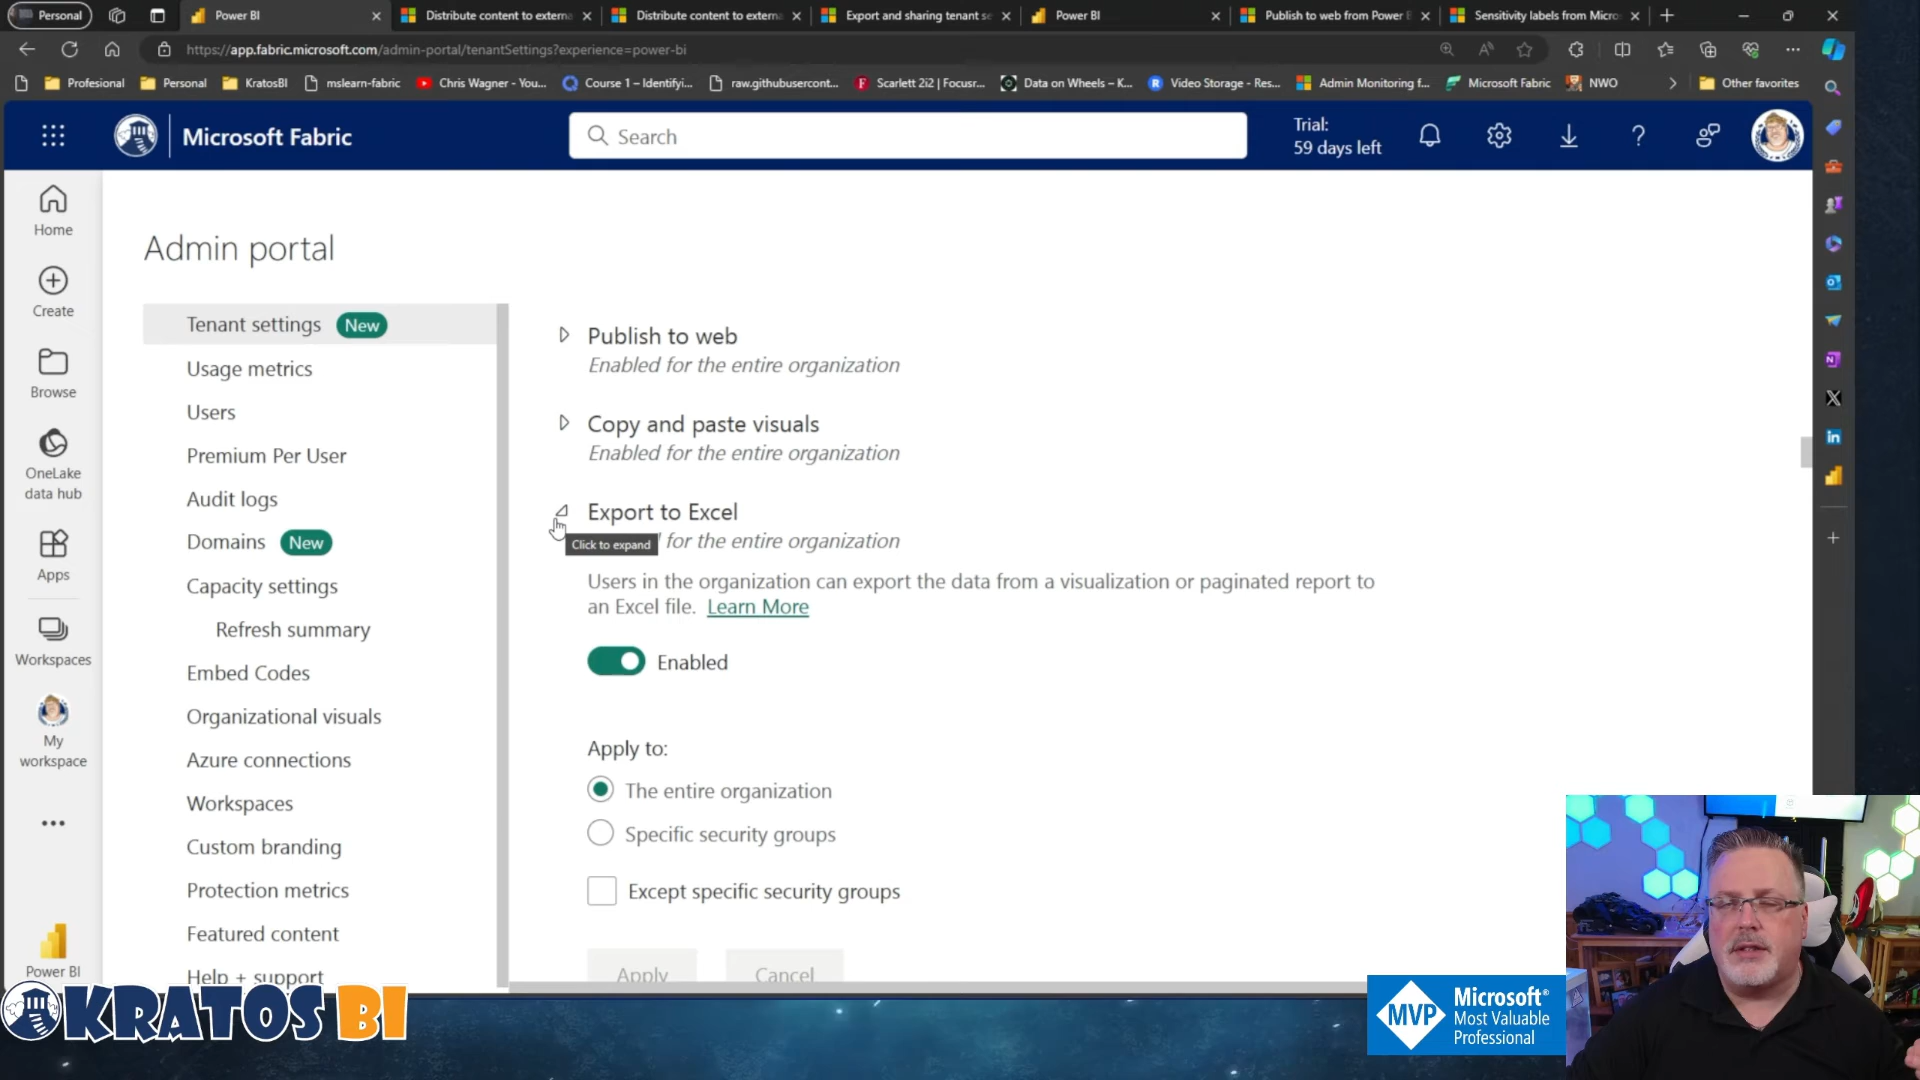 Personal
Power BI
Distribute content to externa
Distribute content to externa
Export and sharing tenant se
Power BI
Publish to web from Power B
Sensitivity labels from Micro
https://app.fabric.microsoft.com/admin-portal/tenantSettings?experience=power-bi
Profesional
Personal
KratosBI
mslearn-fabric
Chris Wagner - You...
Course 1 – Identifyi...
raw.githubusercont...
Scarlett 2i2 | Focusr...
Data on Wheels – K...
Video Storage - Res...
Admin Monitoring f...
Microsoft Fabric
NWO
Other favorites
Microsoft Fabric
Search
Trial:
59 days left
Home
Create
Browse
OneLake
data hub
Apps
Workspaces
My
workspace
Power BI
Admin portal
Tenant settings New
Usage metrics
Users
Premium Per User
Audit logs
Domains New
Capacity settings
Refresh summary
Embed Codes
Organizational visuals
Azure connections
Workspaces
Custom branding
Protection metrics
Featured content
Help + support
Publish to web
Enabled for the entire organization
Copy and paste visuals
Enabled for the entire organization
Export to Excel
Click to expand
for the entire organization
Users in the organization can export the data from a visualization or paginated report to
an Excel file. Learn More
Enabled
Apply to:
The entire organization
Specific security groups
Except specific security groups
Apply Cancel
KRATOS BI
MVP
Microsoft®
Most Valuable
Professional